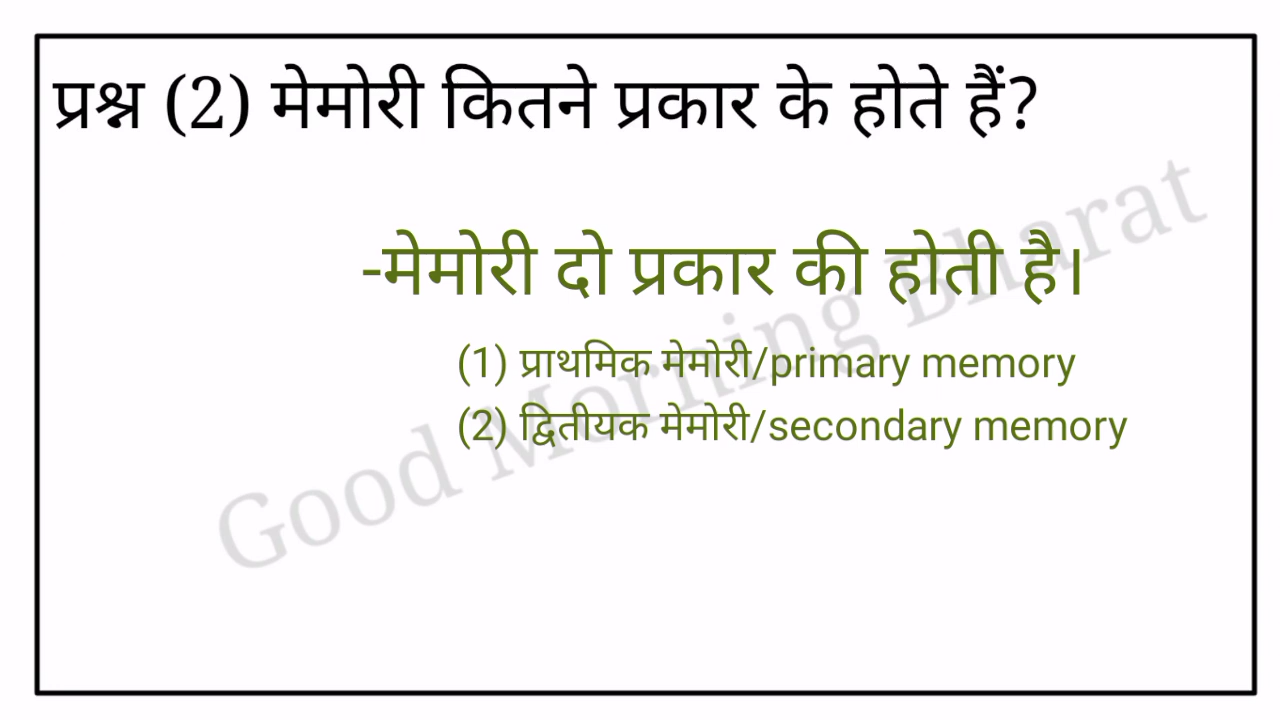 प्रश्न (2) मेमोरी कितने प्रकार के होते हैं?
-मेमोरी दो प्रकार की होती है।
(1) प्राथमिक मेमोरी/primary memory
(2) द्वितीयक मेमोरी/secondary memory
Good Morning Bharat